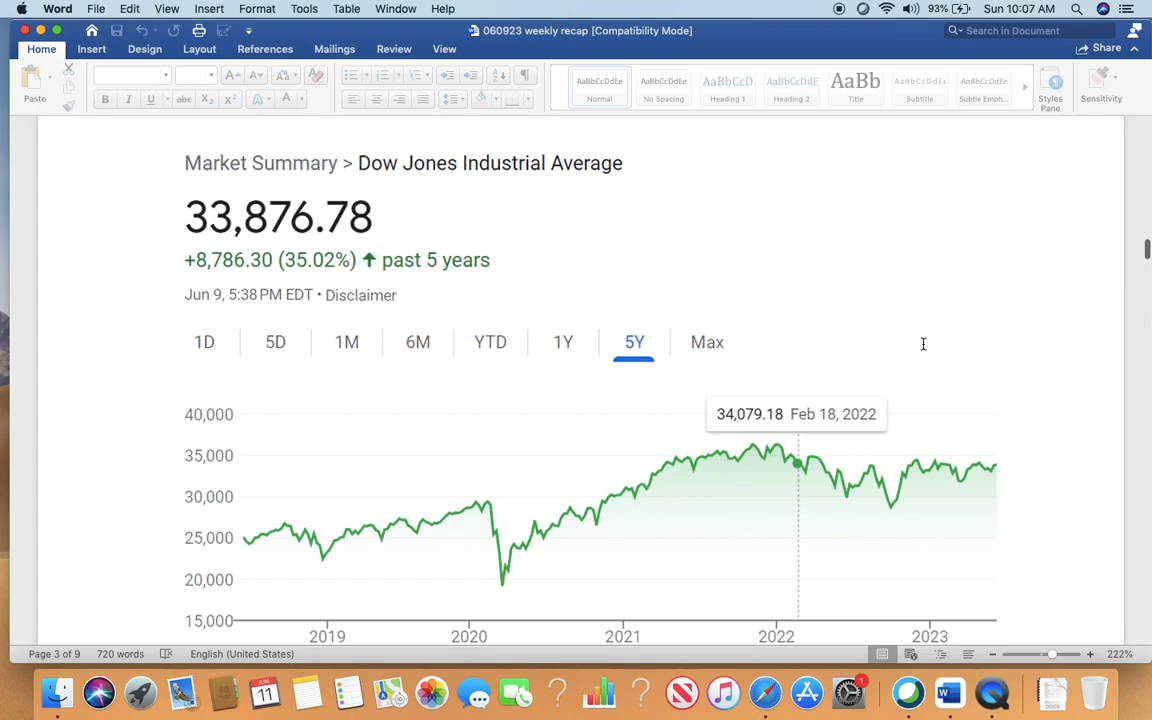 Word File Edit View Insert Format Tools Table Window Help 93% Sun 10:07 AM
060923 weekly recap [Compatibility Mode]
Search in Document
Home Insert Design Layout References Mailings Review View Share
Paste
AaBbCcDdEe AaBbCcDdEe AaBbCcD AaBbCcDdE AaBb AaBbCcDdEe AaBbCcDdEe
Normal No Spacing Heading 1 Heading 2 Title Subtitle Subtle Emph...
Styles Pane
Sensitivity
Market Summary > Dow Jones Industrial Average
33,876.78
+8,786.30 (35.02%) ↑ past 5 years
Jun 9, 5:38 PM EDT • Disclaimer
1D 5D 1M 6M YTD 1Y 5Y Max
34,079.18 Feb 18, 2022
40,000
35,000
30,000
25,000
20,000
15,000
2019 2020 2021 2022 2023
Page 3 of 9 720 words English (United States) 222%
JUN
11
1
DOCX